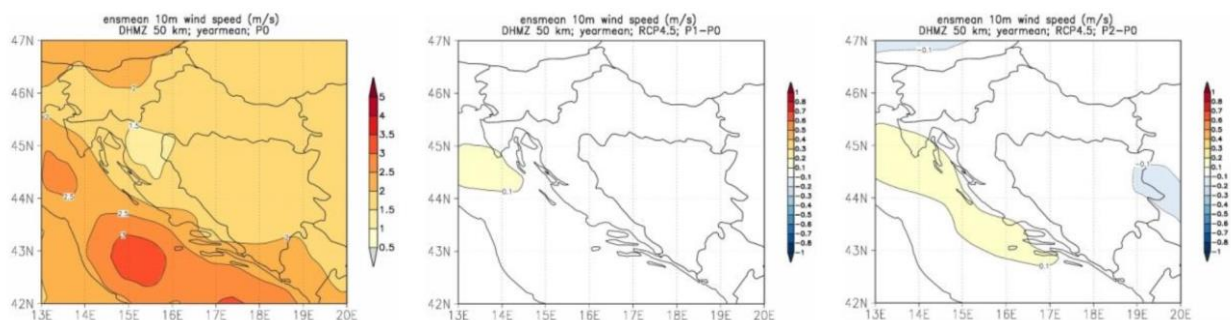 ensmean 10m wind speed (m/s)
DHMZ 50 km; yearmean; P0
47N
46N
45N
44N
43N
42N
13E 14E 15E 16E 17E 18E 19E 20E
2
2.5
2.5
3
5
4.5
4
3.5
3
2.5
2
1.5
1
0.5
ensmean 10m wind speed (m/s)
DHMZ 50 km; yearmean; RCP4.5; P1-P0
47N
46N
45N
44N
43N
42N
13E 14E 15E 16E 17E 18E 19E 20E
0.1
1
0.8
0.6
0.5
0.4
0.3
0.2
0.1
-0.1
-0.2
-0.3
-0.4
-0.5
-0.6
-0.8
-1
ensmean 10m wind speed (m/s)
DHMZ 50 km; yearmean; RCP4.5; P2-P0
47N
46N
45N
44N
43N
42N
13E 14E 15E 16E 17E 18E 19E 20E
-0.1
-0.1
0.1
1
0.8
0.6
0.5
0.4
0.3
0.2
0.1
-0.1
-0.2
-0.3
-0.4
-0.5
-0.6
-0.8
-1